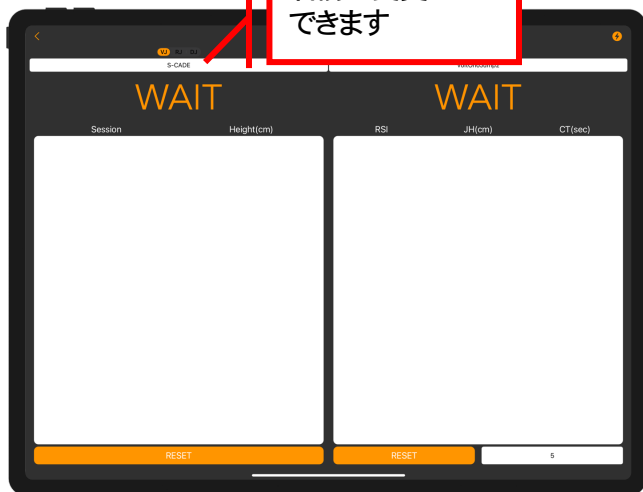 できます
VJ RJ DJ
S-CADE
WAIT
WAIT
Session Height(cm)
RSI JH(cm) CT(sec)
RESET
RESET
5